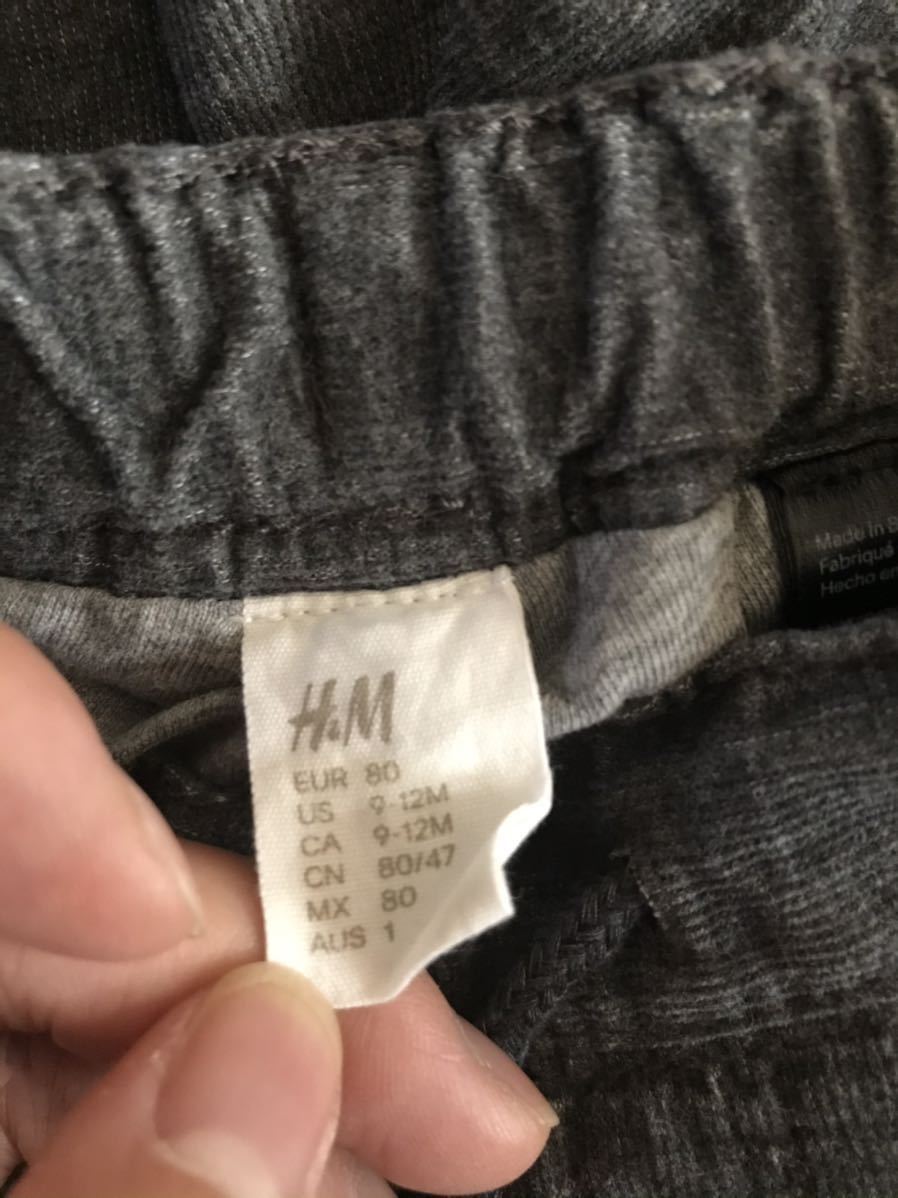 H&M
EUR 80
US 9-12M
CA 9-12M
CN 80/47
MX 80
AUS 1
Made in
Fabriqué
Hecho en